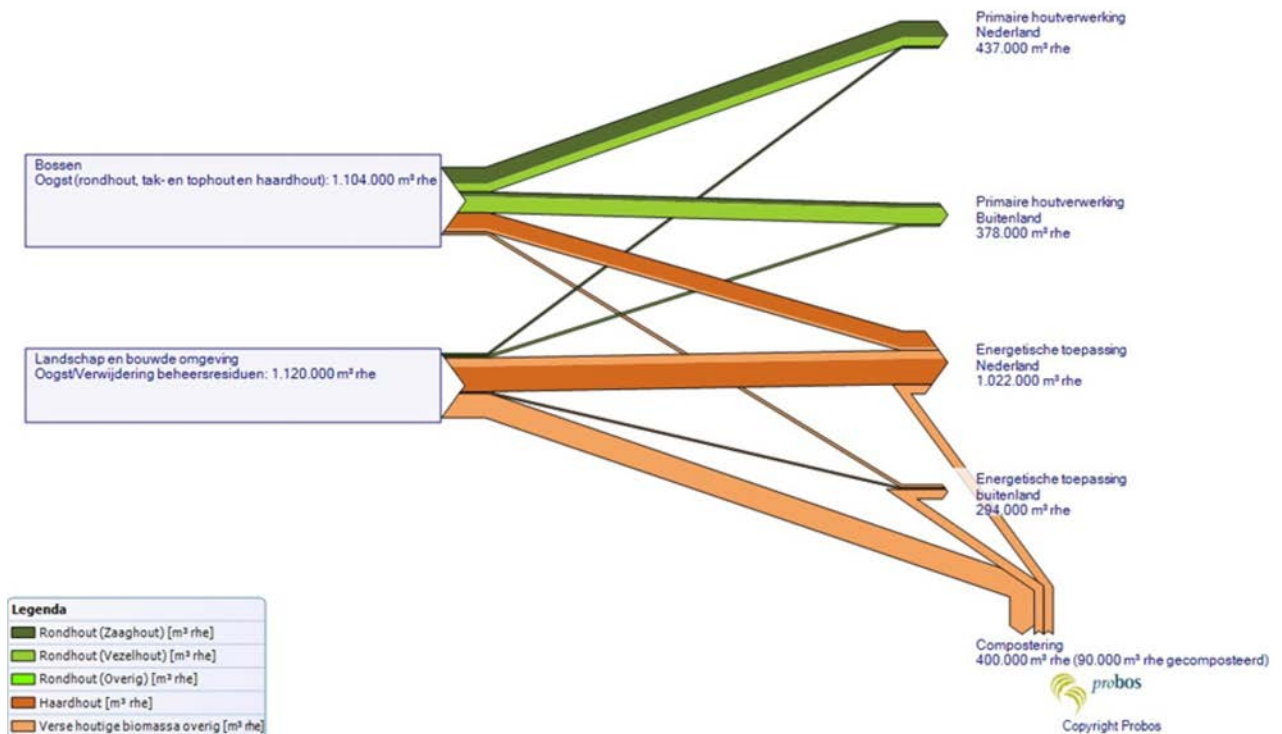 Primaire houtverwerking
Nederland
437.000 m³ rhe
Bossen
Oogst (rondhout, tak- en tophout en haardhout): 1.104.000 m³ rhe
Primaire houtverwerking
Buitenland
378.000 m³ rhe
Landschap en bouwde omgeving
Oogst/Verwijdering beheersresiduen: 1.120.000 m³ rhe
Energetische toepassing
Nederland
1.022.000 m³ rhe
Energetische toepassing
buitenland
294.000 m³ rhe
Legenda
Rondhout (Zaaghout) [m³ rhe]
Rondhout (Vezelhout) [m³ rhe]
Rondhout (Overig) [m³ rhe]
Haardhout [m³ rhe]
Verse houtige biomassa overig [m³ rhe]
Compostering
400.000 m³ rhe (90.000 m³ rhe gecomposteerd)
probos
Copyright Probos